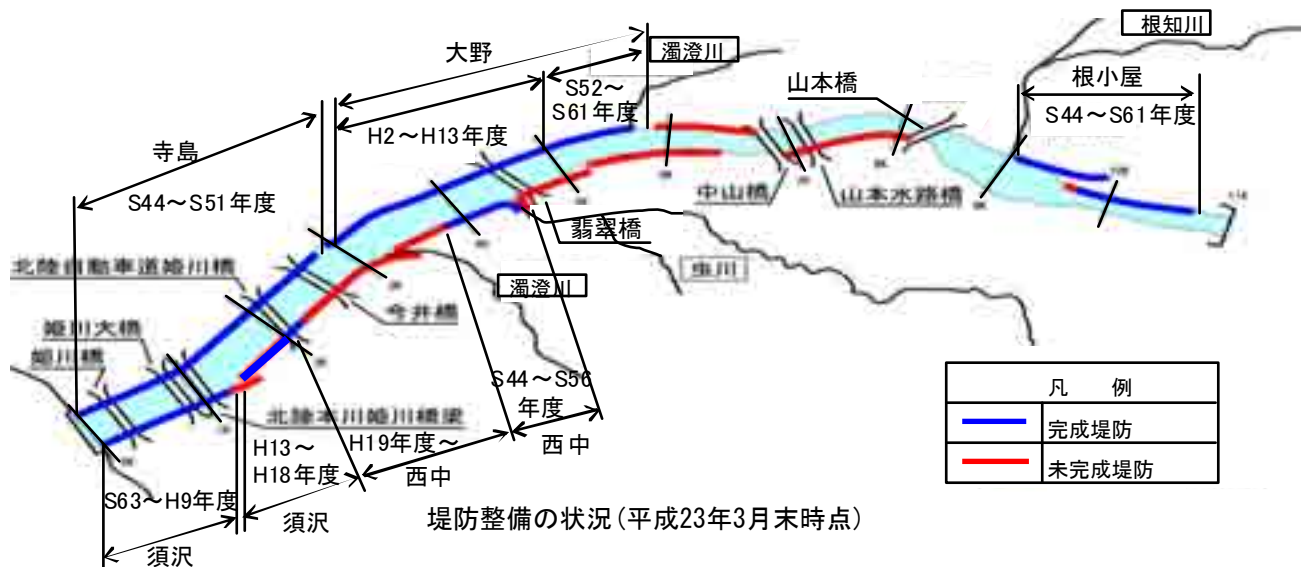 根知川
大野
濁澄川
根小屋
S52～
S61年度
山本橋
S44～S61年度
H2～H13年度
寺島
S44～S51年度
中山橋
山本水路橋
翡翠橋
北陸自動車道姫川橋
虫川
濁澄川
今井橋
姫川大橋
姫川橋
S44～S56
年度
凡　例
完成堤防
未完成堤防
北陸本川姫川橋梁
H13～
H18年度
H19年度～
西中
西中
S63～H9年度
須沢
須沢
堤防整備の状況(平成23年3月末時点)